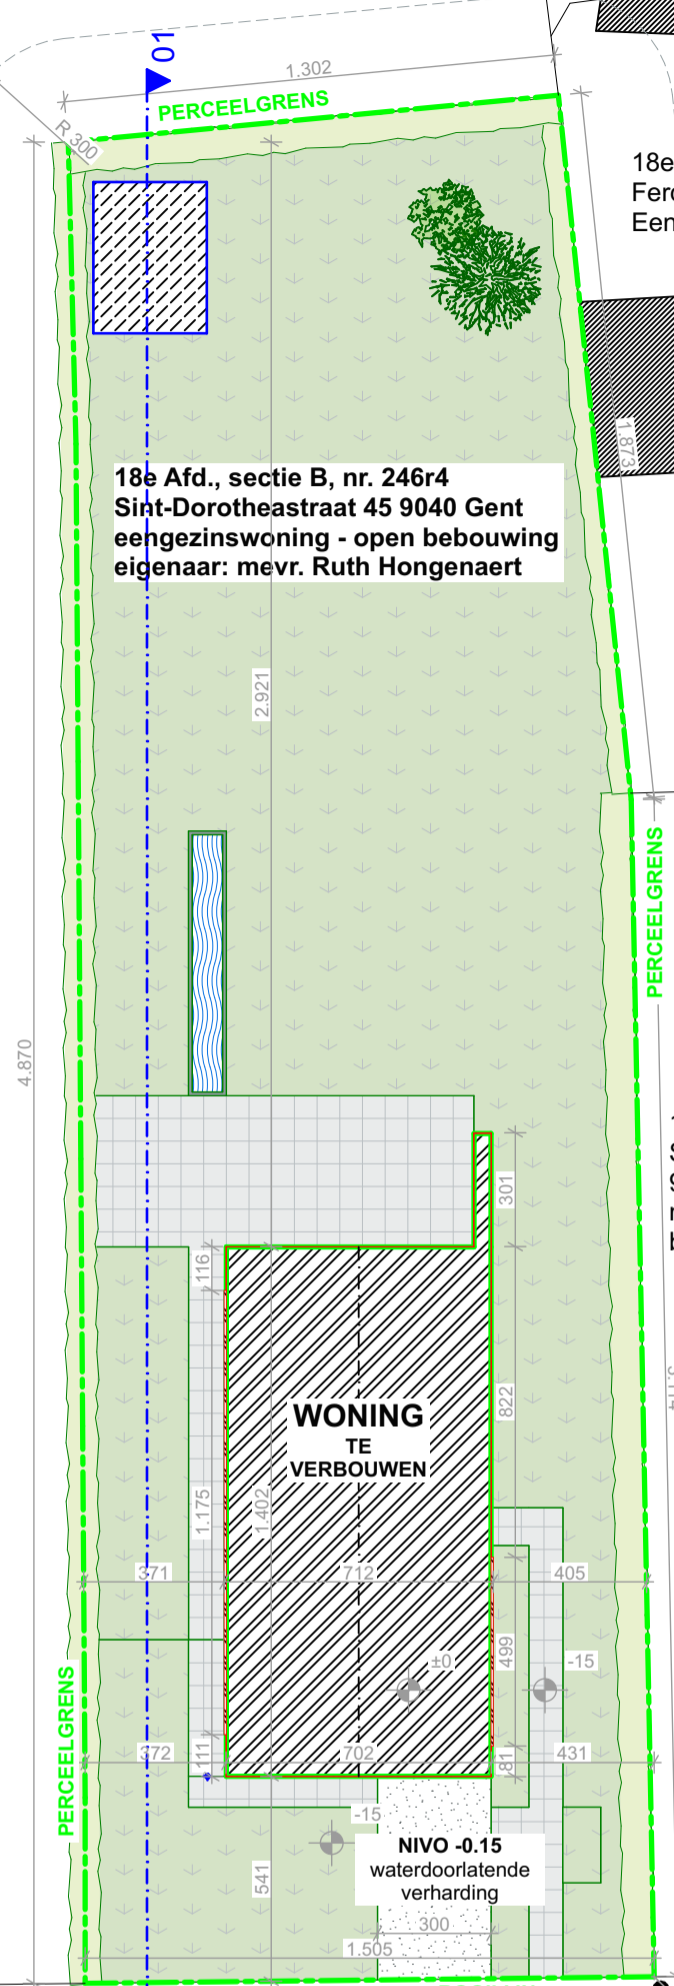 01
1.302
PERCEELGRENS
R 300
18e
Een
1.873
18e Afd., sectie B, nr. 246r4
Sint-Dorotheastraat 45 9040 Gent
eengezinswoning - open bebouwing
eigenaar: mevr. Ruth Hongenaert
2.921
PERCEELGRENS
4.870
301
116
822
WONING
TE
VERBOUWEN
1.175
1.402
371
712
405
499
±0
-15
PERCEELGRENS
372
111
702
81
431
-15
NIVO -0.15
waterdoorlatende
verharding
541
300
1.505